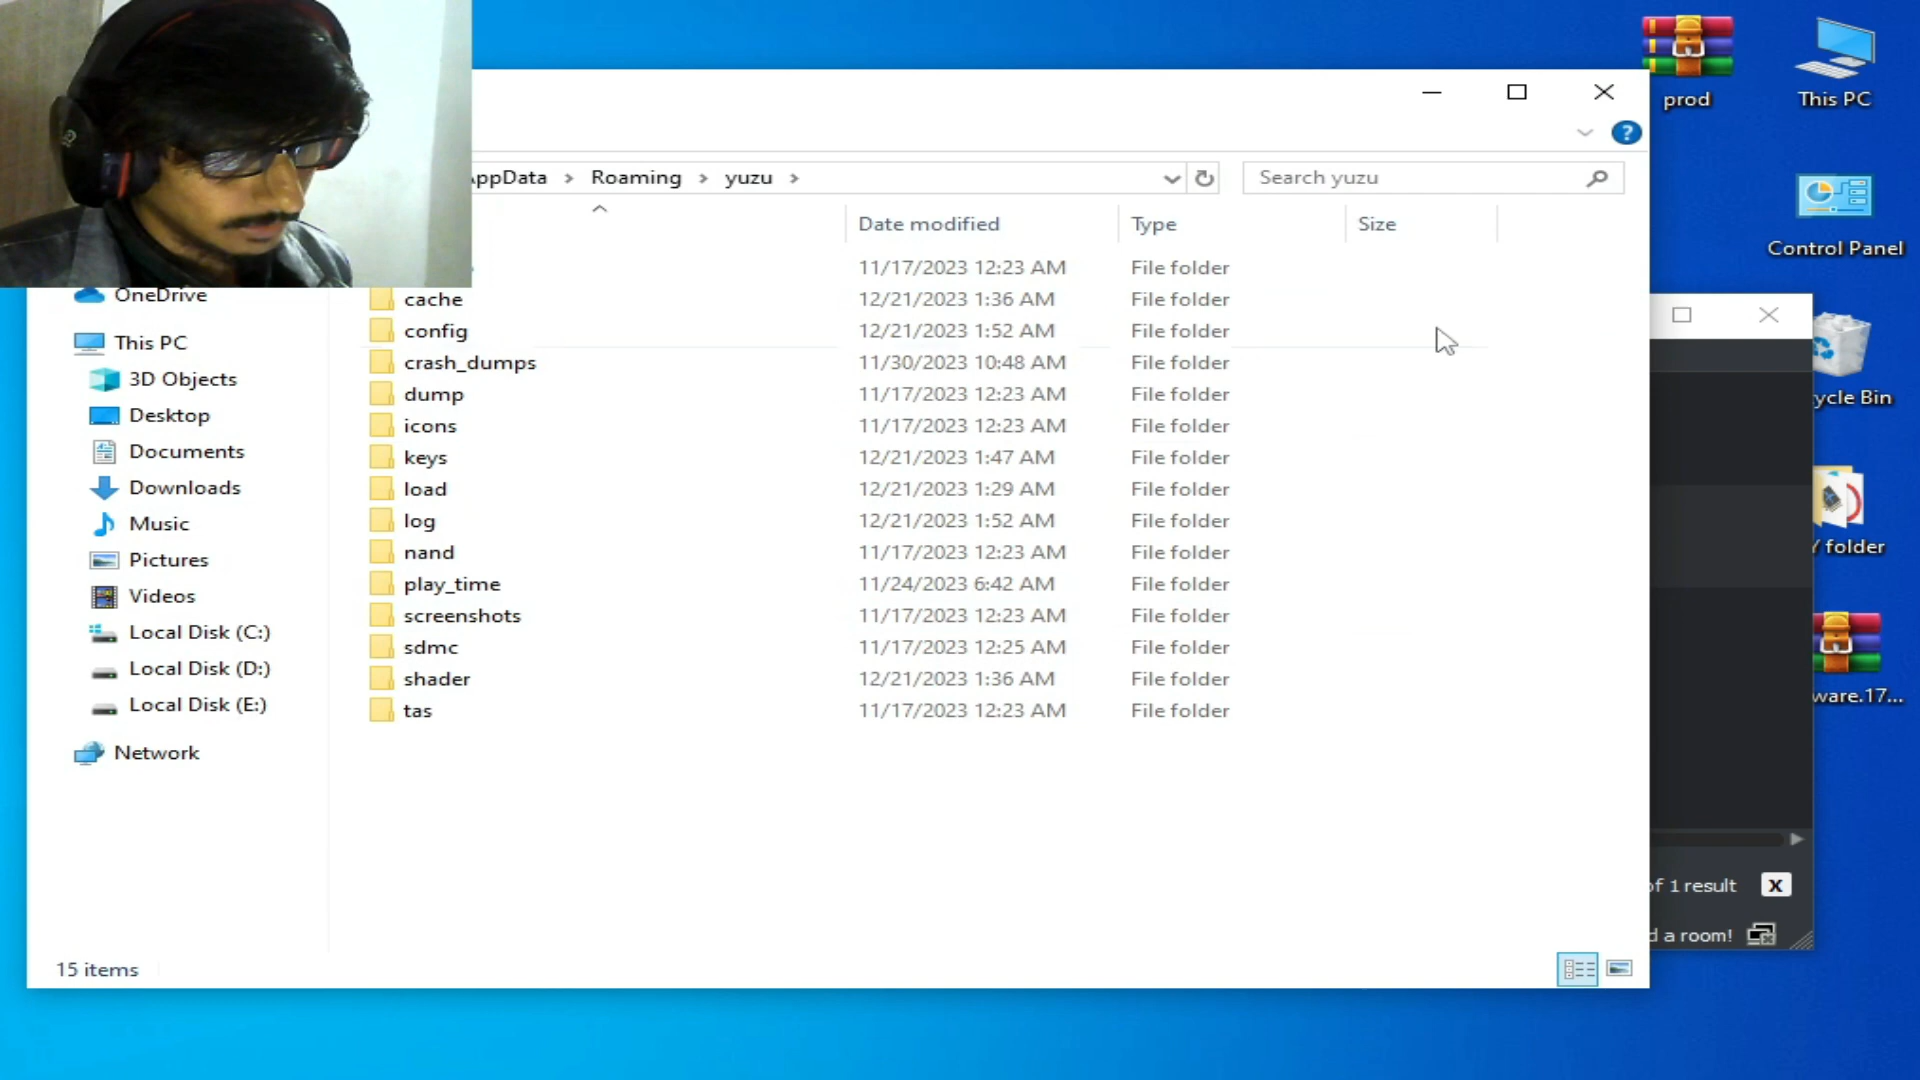 prod
This PC
AppData > Roaming > yuzu >
Search yuzu
Date modified
Type
Size
Control Panel
11/17/2023 12:23 AM File folder
OneDrive
cache 12/21/2023 1:36 AM File folder
config 12/21/2023 1:52 AM File folder
crash_dumps 11/30/2023 10:48 AM File folder
dump 11/17/2023 12:23 AM File folder
icons 11/17/2023 12:23 AM File folder
keys 12/21/2023 1:47 AM File folder
load 12/21/2023 1:29 AM File folder
log 12/21/2023 1:52 AM File folder
nand 11/17/2023 12:23 AM File folder
play_time 11/24/2023 6:42 AM File folder
screenshots 11/17/2023 12:23 AM File folder
sdmc 11/17/2023 12:25 AM File folder
shader 12/21/2023 1:36 AM File folder
tas 11/17/2023 12:23 AM File folder
This PC
3D Objects
Desktop
Documents
Downloads
Music
Pictures
Videos
Local Disk (C:)
Local Disk (D:)
Local Disk (E:)
Network
15 items
ycle Bin
folder
ware.17...
of 1 result X
d a room!